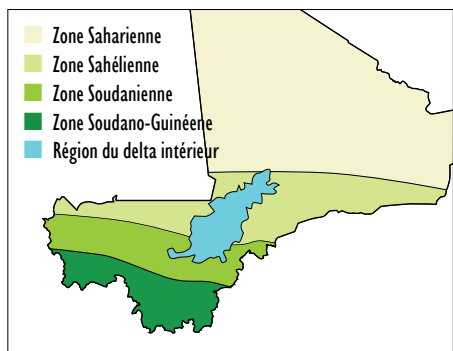 Zone Saharienne
Zone Sahélienne
Zone Soudanienne
Zone Soudano-Guinéene
Région du delta intérieur